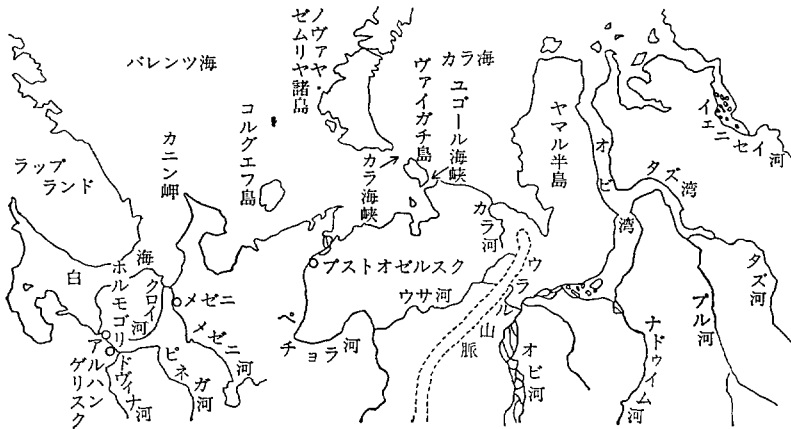 バレンツ海
ノヴァヤ・
ゼムリヤ諸島
カラ海
ヴァイガチ島
ユゴール海峡
カラ海峡
ヤマル半島
オビ湾
タズ湾
イェニセイ河
タズ河
プル河
ナドゥイム河
オビ河
ウラル山脈
カラ河
ウサ河
プストオゼルスク
ペチョラ河
コルグエフ島
カニン岬
ラップ
ランド
白海
クロイ河
メゼニ
メゼニ河
ピネガ河
ドヴィナ河
ホルモゴリ
アルハン
ゲリスク